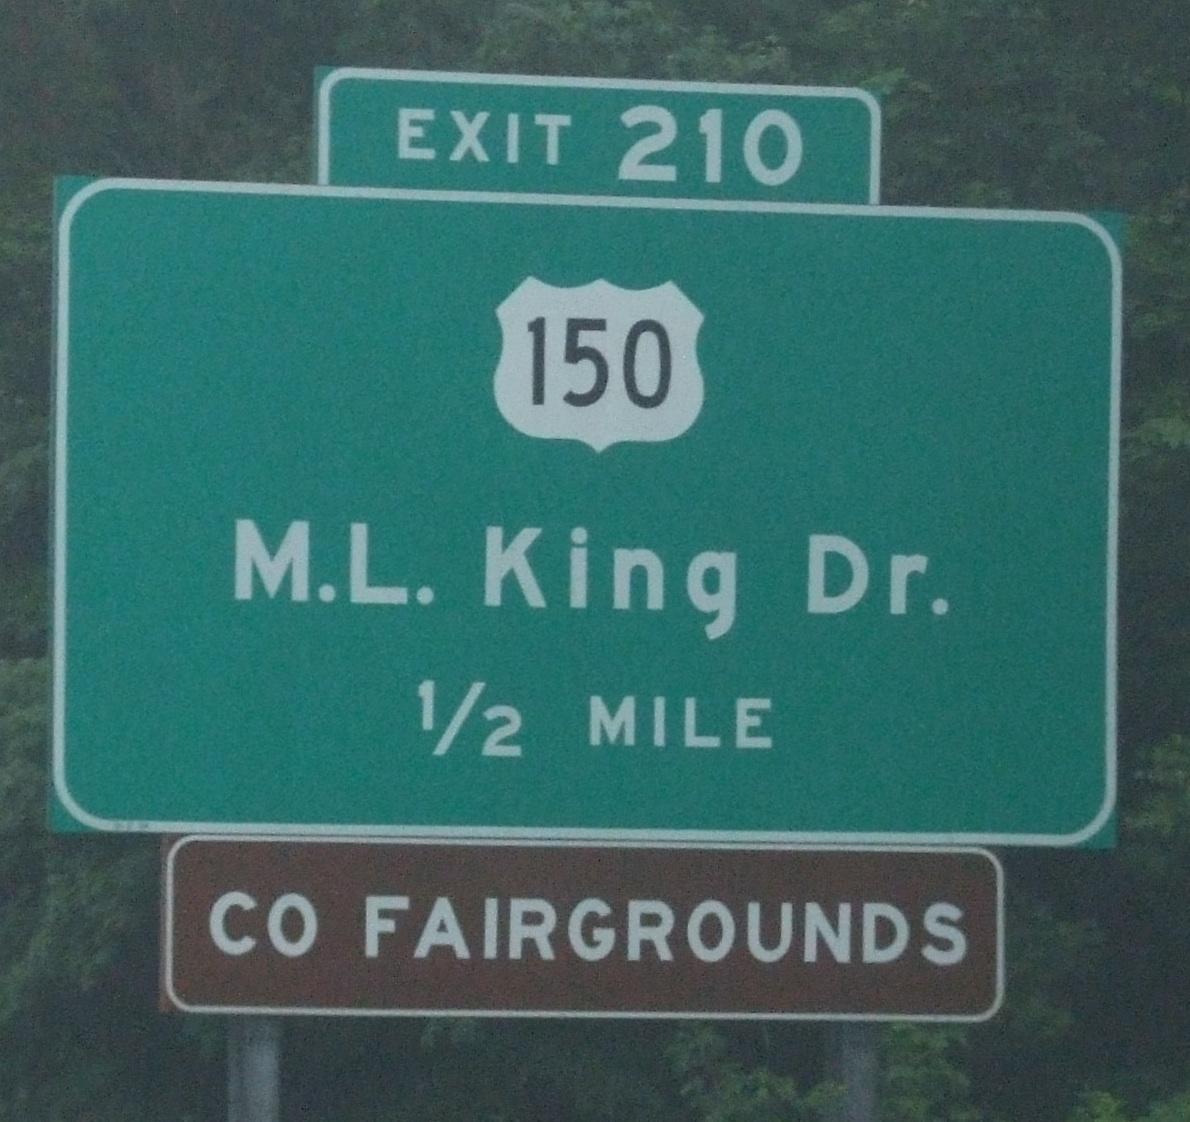 EXIT 210
150
M.L. King Dr.
1/2 MILE
CO FAIRGROUNDS